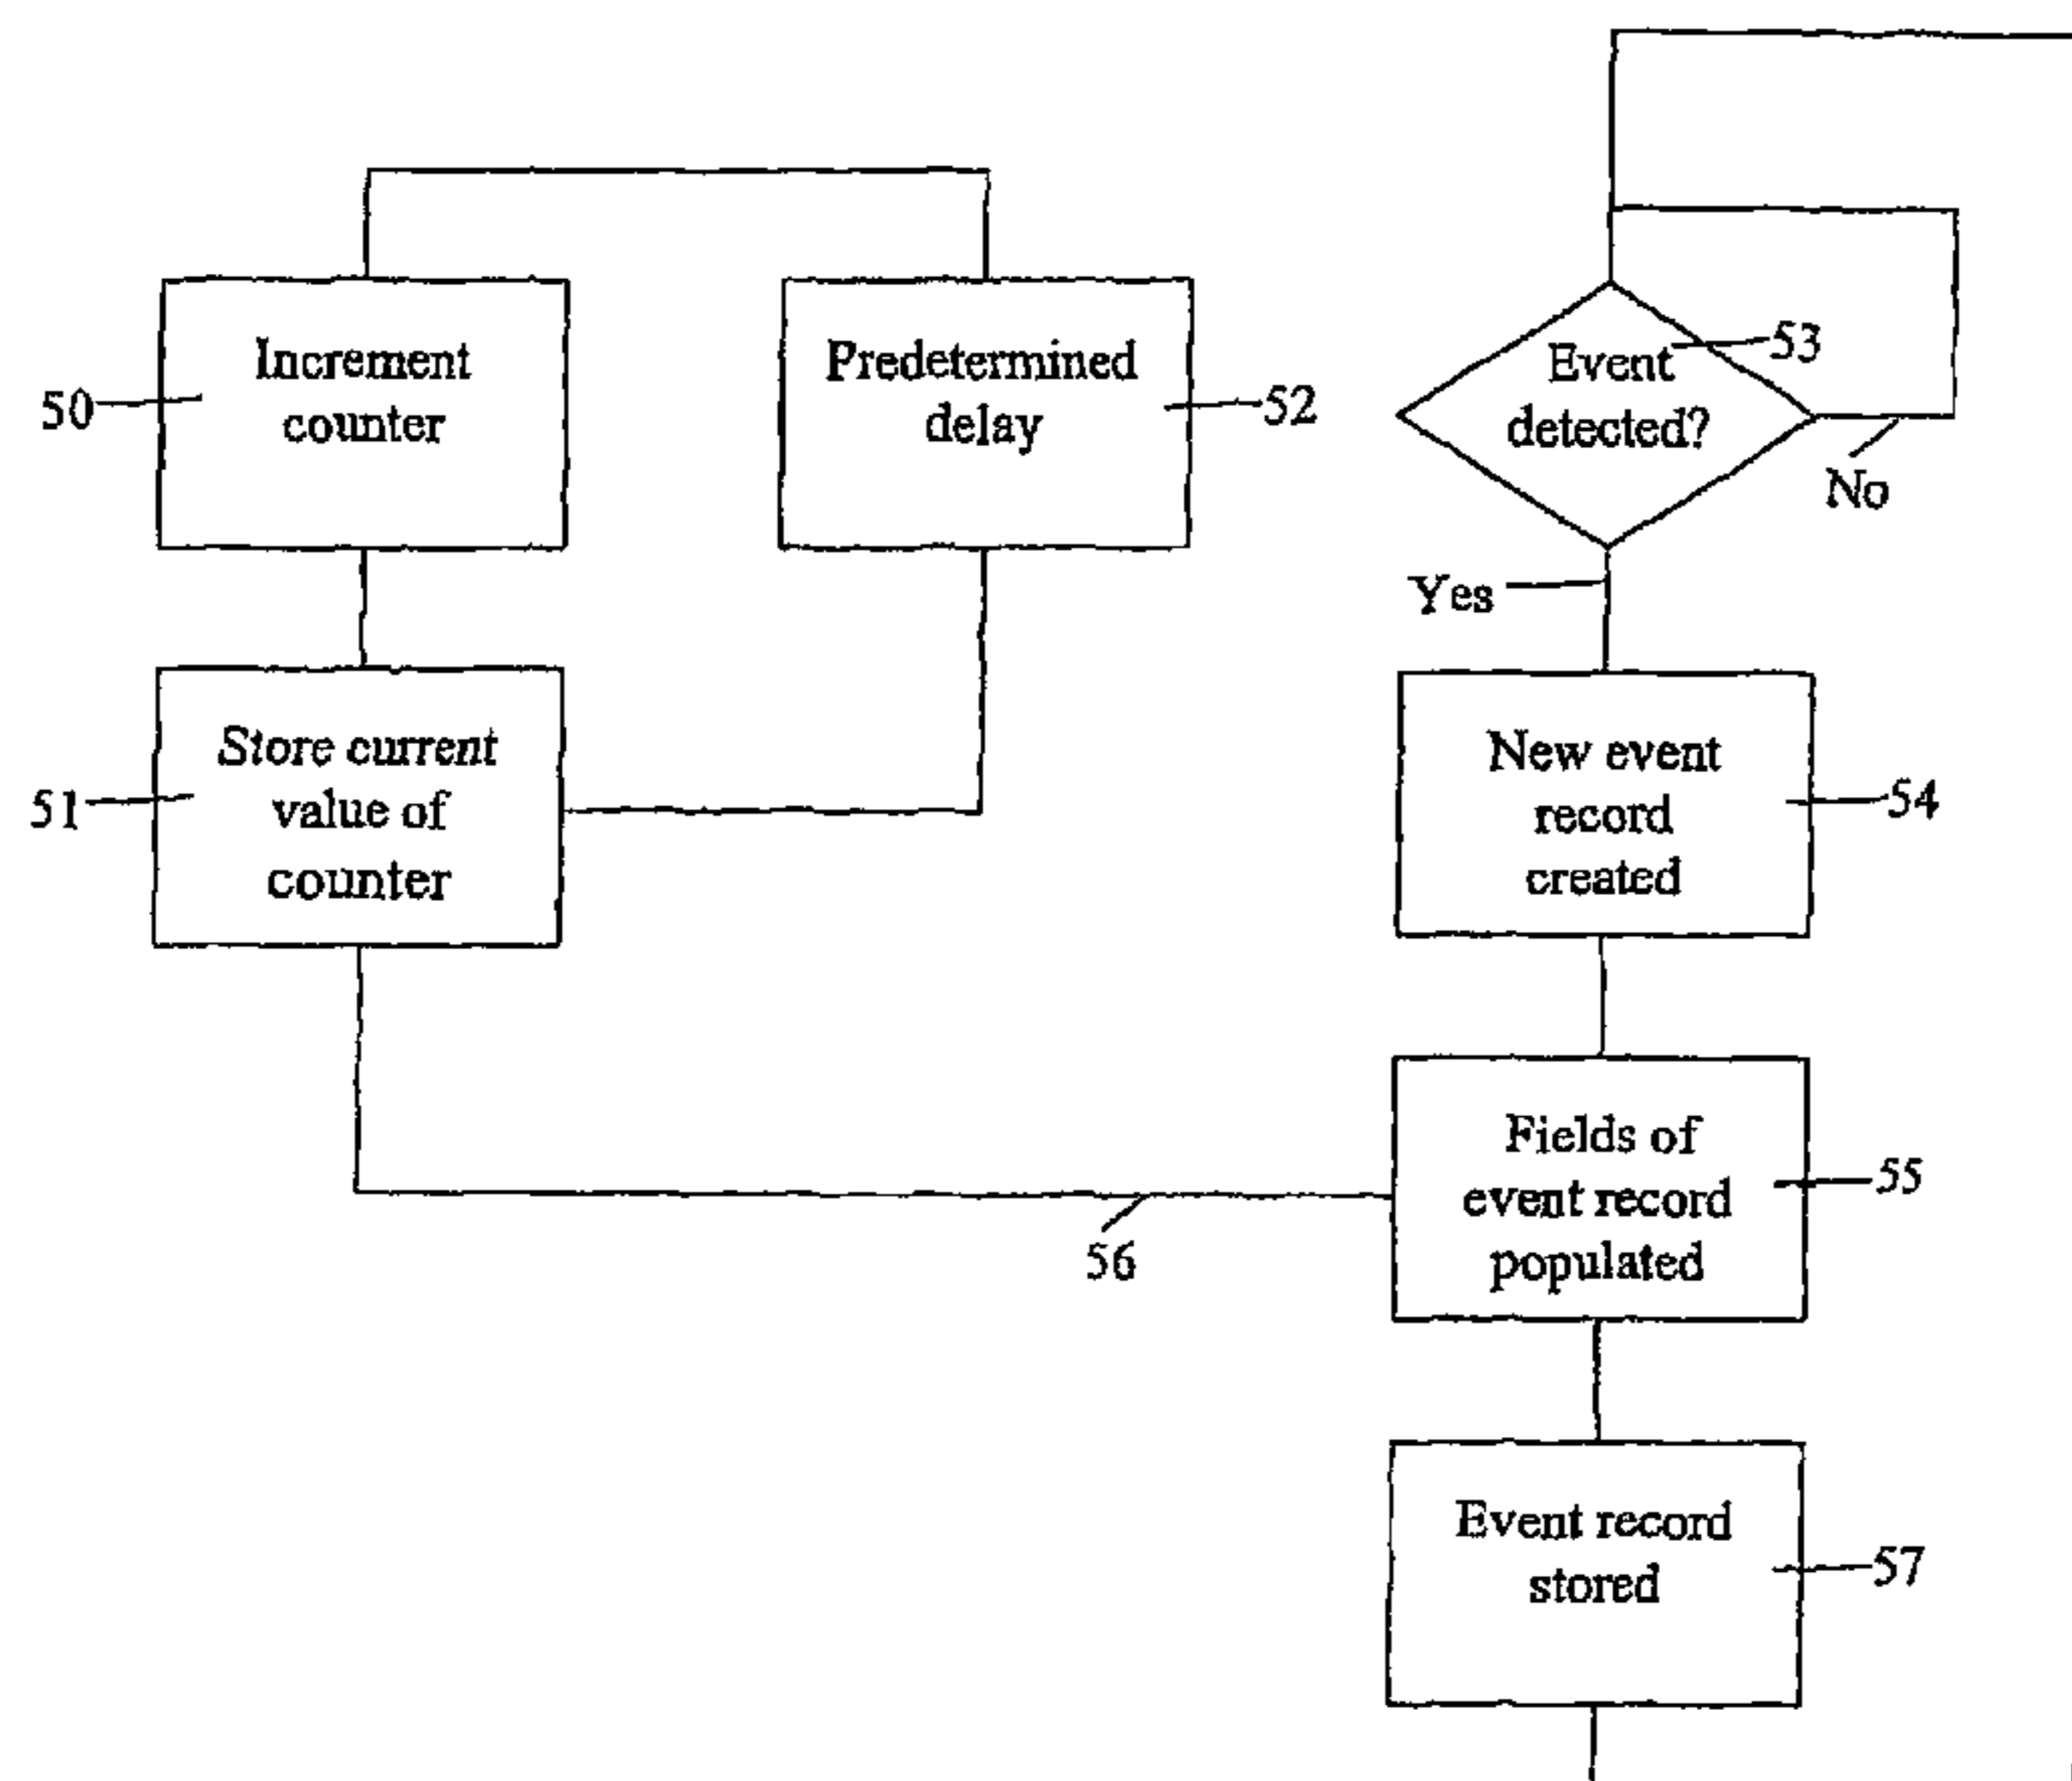 50
Increment
counter
Predetermined
delay
52
53
Event
detected?
No
Yes
51
Store current
value of
counter
New event
record
created
54
56
Fields of
event record
populated
55
Event record
stored
57